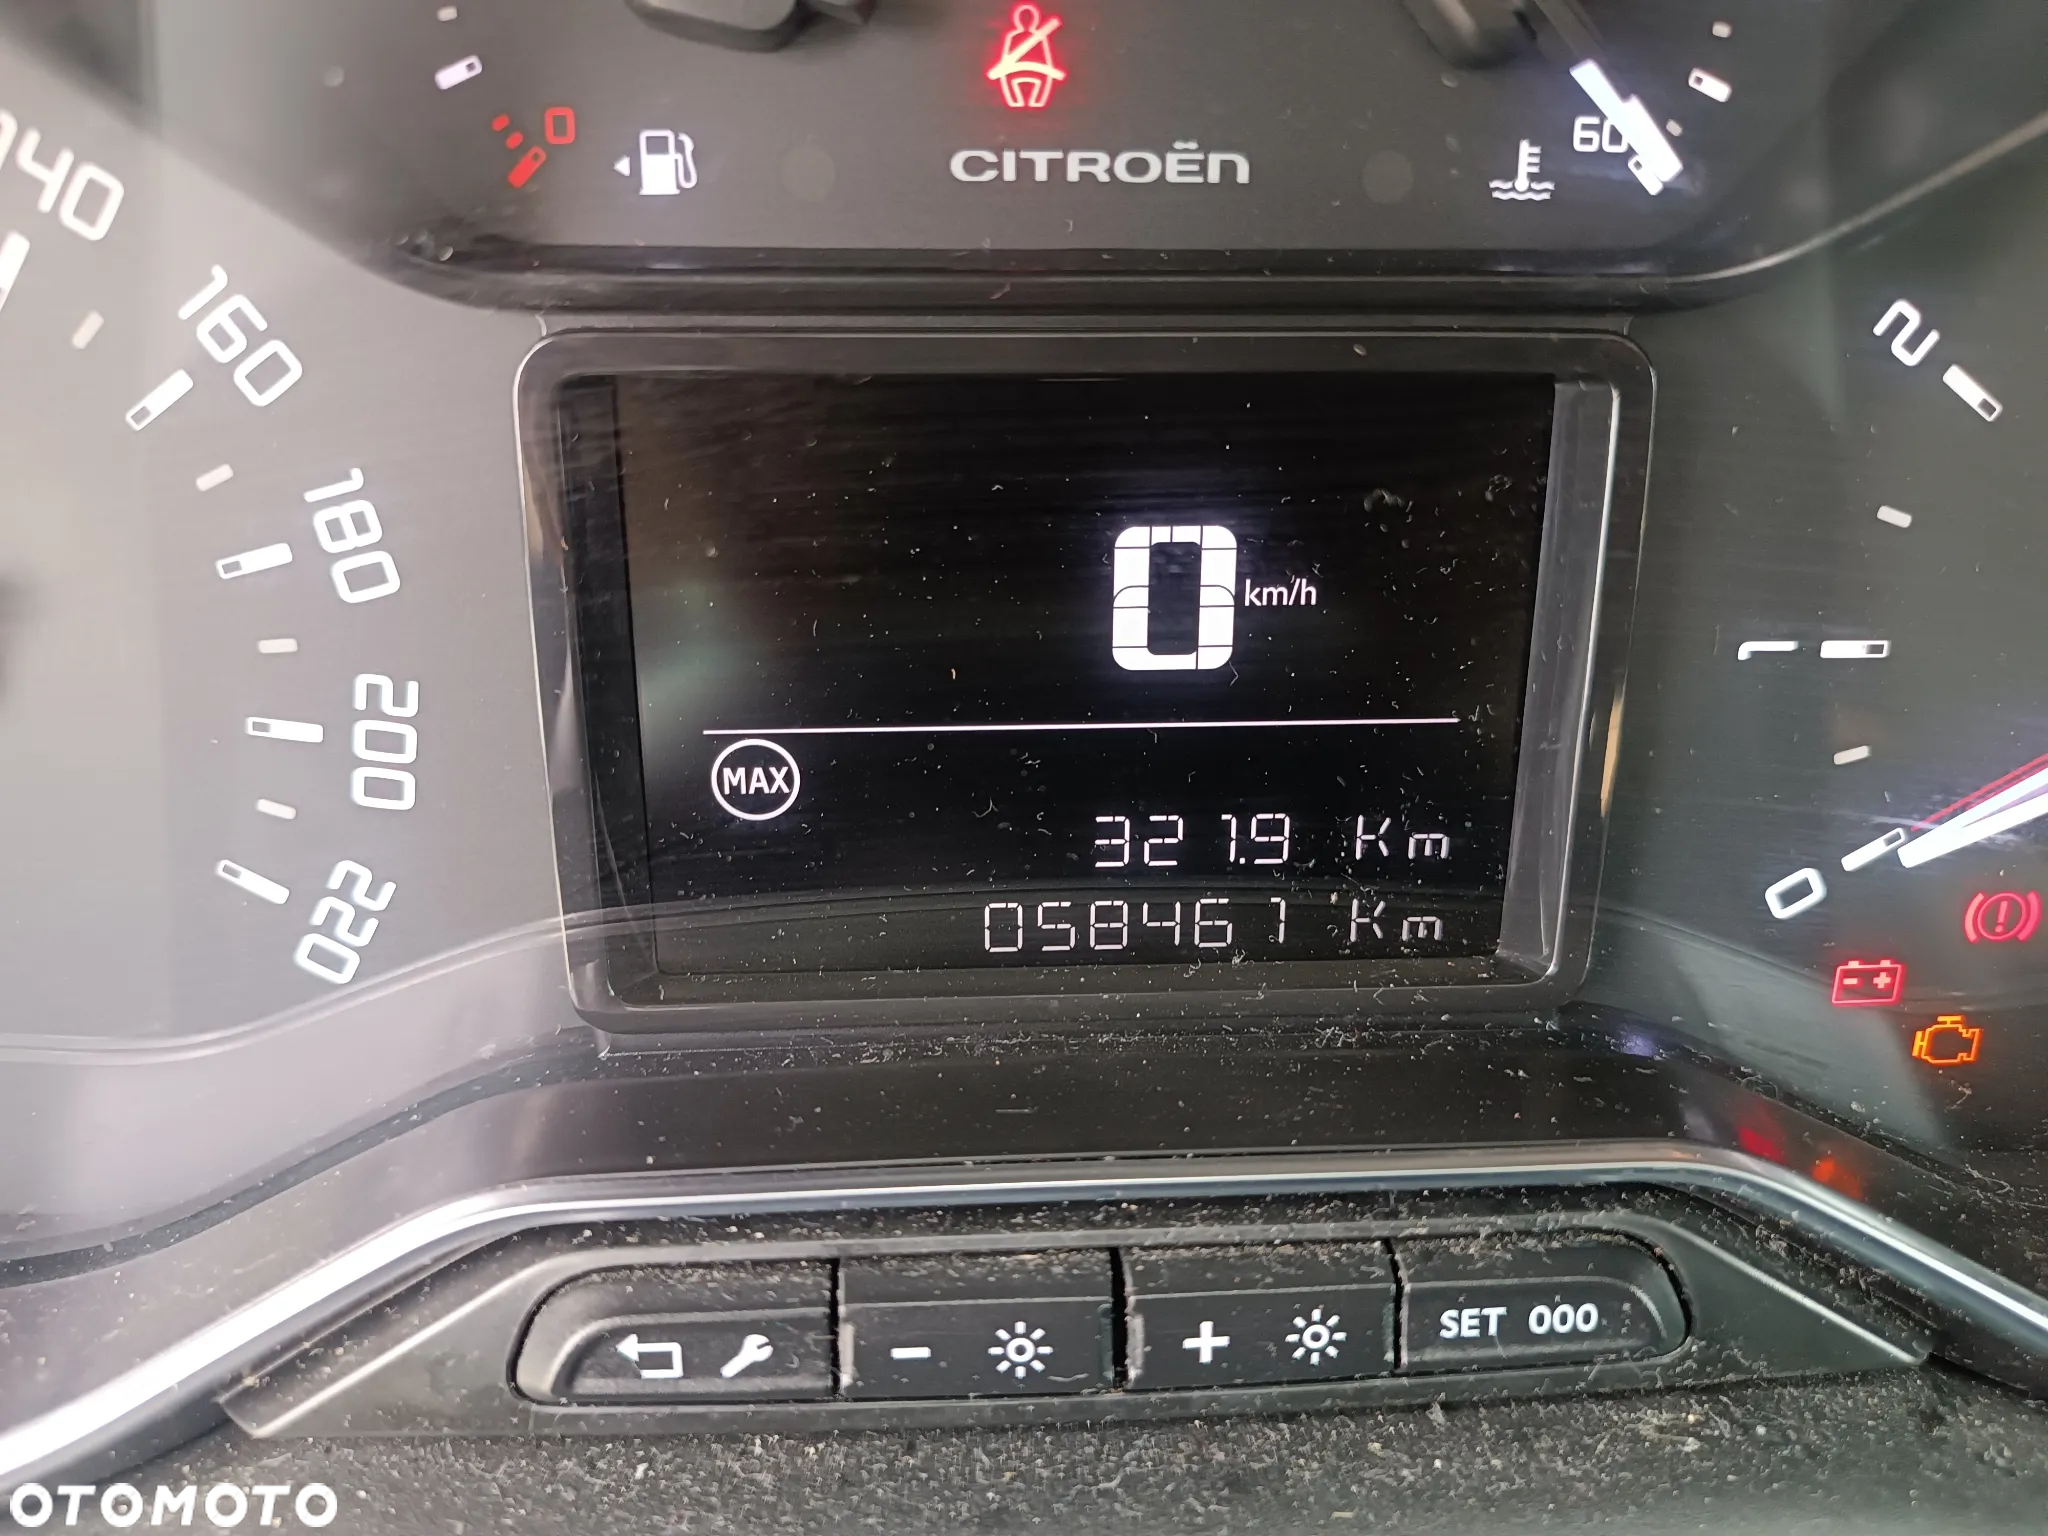 0
60
CITROËN
140
160
180
200
220
2
1
0
0 km/h
MAX
321.9 Km
058467 Km
- +
SET 000
OTOMOTO